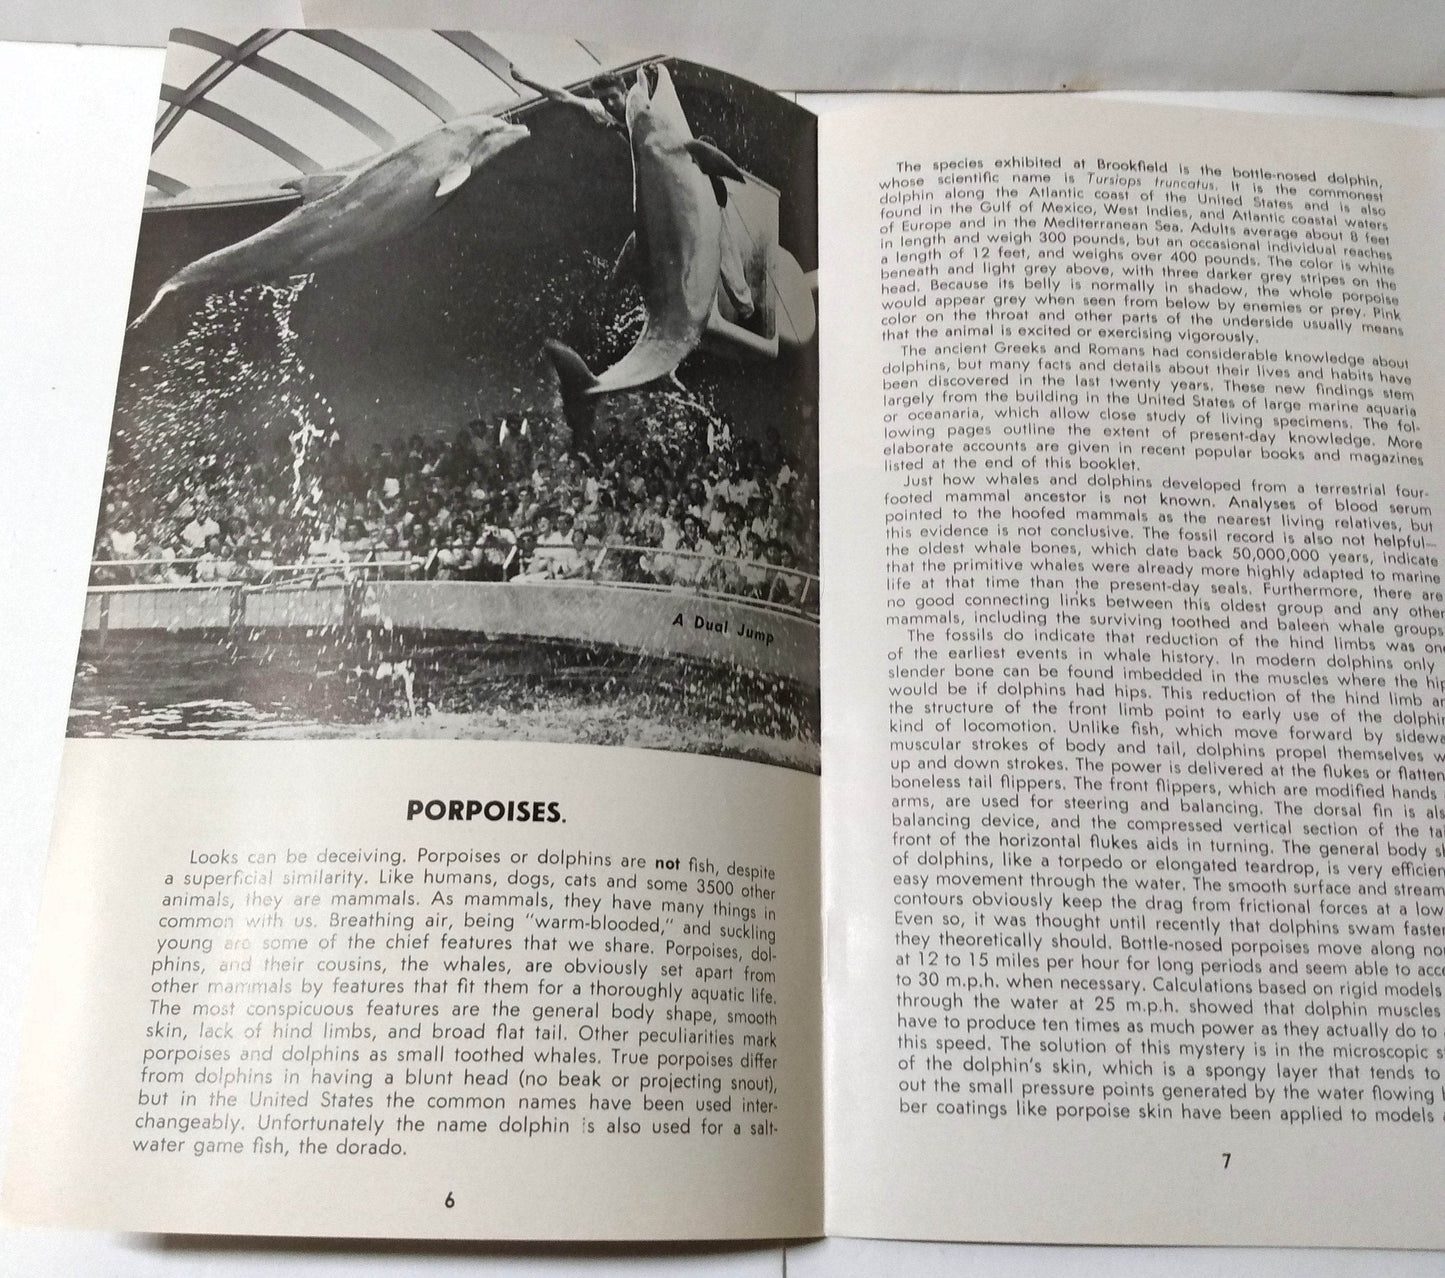 A Dual Jump
PORPOISES.
Looks can be deceiving. Porpoises or dolphins are not fish, despite
a superficial similarity. Like humans, dogs, cats and some 3500 other
animals, they are mammals. As mammals, they have many things in
common with us. Breathing air, being "warm-blooded," and suckling
young are some of the chief features that we share. Porpoises, dol-
phins, and their cousins, the whales, are obviously set apart from
other mammals by features that fit them for a thoroughly aquatic life.
The most conspicuous features are the general body shape, smooth
skin, lack of hind limbs, and broad flat tail. Other peculiarities mark
porpoises and dolphins as small toothed whales. True porpoises differ
from dolphins in having a blunt head (no beak or projecting snout),
but in the United States the common names have been used inter-
changeably. Unfortunately the name dolphin is also used for a salt-
water game fish, the dorado.
6
The species exhibited at Brookfield is the bottle-nosed dolphin,
whose scientific name is Tursiops truncatus. It is the commonest
dolphin along the Atlantic coast of the United States and is also
found in the Gulf of Mexico, West Indies, and Atlantic coastal waters
of Europe and in the Mediterranean Sea. Adults average about 8 feet
in length and weigh 300 pounds, but an occasional individual reaches
a length of 12 feet, and weighs over 400 pounds. The color is white
beneath and light grey above, with three darker grey stripes on the
head. Because its belly is normally in shadow, the whole porpoise
would appear grey when seen from below by enemies or prey. Pink
color on the throat and other parts of the underside usually means
that the animal is excited or exercising vigorously.
The ancient Greeks and Romans had considerable knowledge about
dolphins, but many facts and details about their lives and habits have
been discovered in the last twenty years. These new findings stem
largely from the building in the United States of large marine aquaria
or oceanaria, which allow close study of living specimens. The fol-
lowing pages outline the extent of present-day knowledge. More
elaborate accounts are given in recent popular books and magazines
listed at the end of this booklet.
Just how whales and dolphins developed from a terrestrial four-
footed mammal ancestor is not known. Analyses of blood serum
pointed to the hoofed mammals as the nearest living relatives, but
this evidence is not conclusive. The fossil record is also not helpful—
the oldest whale bones, which date back 50,000,000 years, indicate
that the primitive whales were already more highly adapted to marine
life at that time than the present-day seals. Furthermore, there are
no good connecting links between this oldest group and any other
mammals, including the surviving toothed and baleen whale groups
The fossils do indicate that reduction of the hind limbs was
of the earliest events in whale history. In modern dolphins only
slender bone can be found imbedded in the muscles where the
would be if dolphins had hips. This reduction of the hind limb
the structure of the front limb point to early use of the
kind of locomotion. Unlike fish, which move forward by
muscular strokes of body and tail, dolphins propel themselves
up and down strokes. The power is delivered at the flukes or
boneless tail flippers. The front flippers, which are modified hands
arms, are used for steering and balancing. The dorsal fin is
balancing device, and the compressed vertical section of the
front of the horizontal flukes aids in turning. The general body
of dolphins, like a torpedo or elongated teardrop, is very
easy movement through the water. The smooth surface and
contours obviously keep the drag from frictional forces at a low
Even so, it was thought until recently that dolphins swam faster
they theoretically should. Bottle-nosed porpoises move along
at 12 to 15 miles per hour for long periods and seem able to
to 30 m.p.h. when necessary. Calculations based on rigid models
through the water at 25 m.p.h. showed that dolphin muscles
have to produce ten times as much power as they actually do to
this speed. The solution of this mystery is in the microscopic
of the dolphin's skin, which is a spongy layer that tends to
out the small pressure points generated by the water flowing
ber coatings like porpoise skin have been applied to models
7